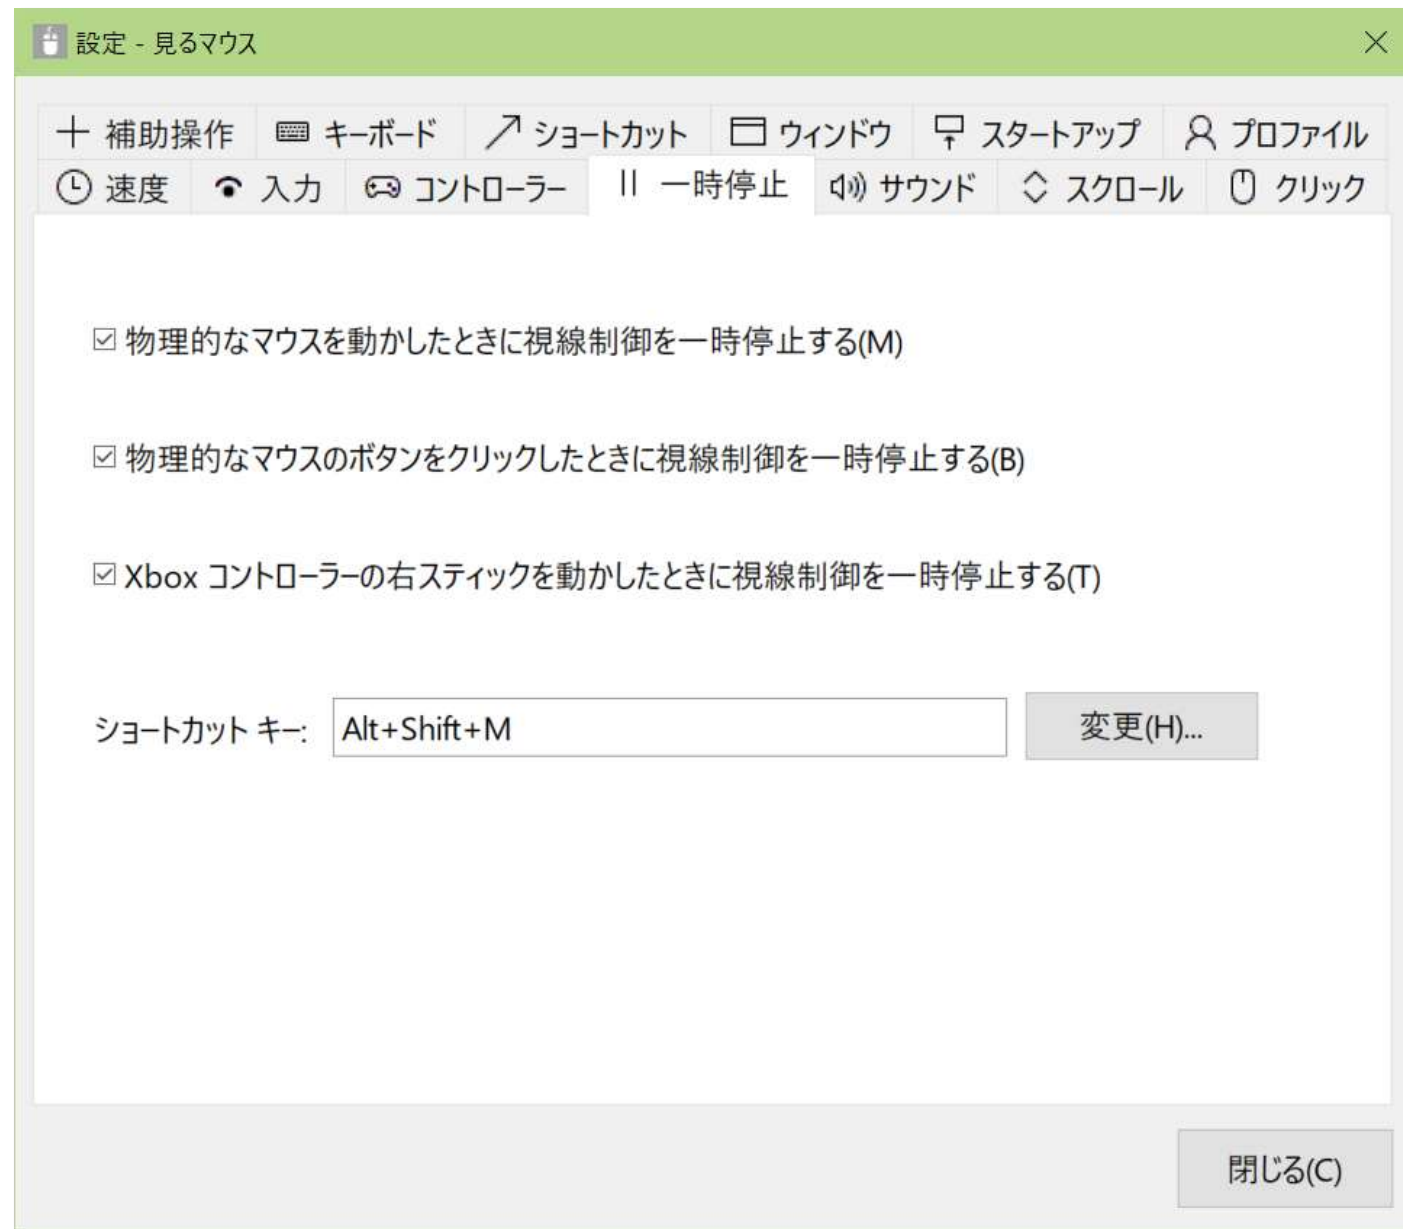 設定 - 見るマウス
補助操作 キーボード ショートカット ウィンドウ スタートアップ プロファイル
速度 入力 コントローラー 一時停止 サウンド スクロール クリック
物理的なマウスを動かしたときに視線制御を一時停止する(M)
物理的なマウスのボタンをクリックしたときに視線制御を一時停止する(B)
Xbox コントローラーの右スティックを動かしたときに視線制御を一時停止する(T)
ショートカット キー: Alt+Shift+M 変更(H)...
閉じる(C)